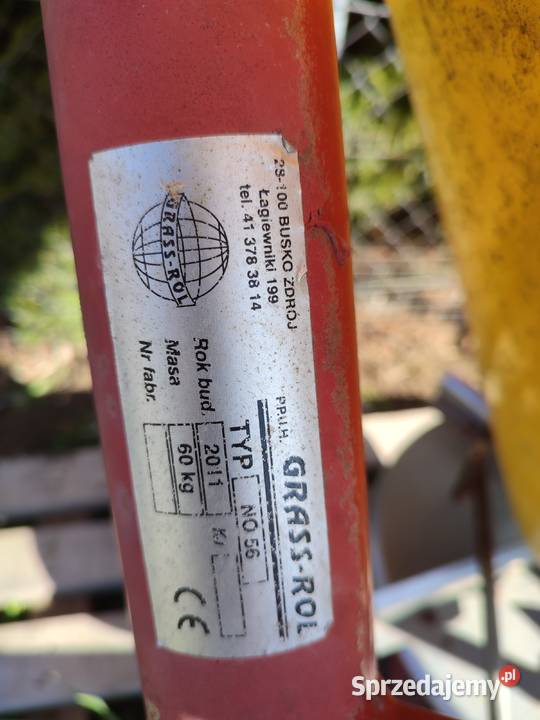 P.P.U.H. GRASS-ROL
28-100 BUSKO ZDRÓJ
Łagiewniki 199
tel. 41 378 38 14
GRASS-ROL
TYP NO 56
Rok bud. 2011
Masa 60 kg
Nr fabr.
CE
Sprzedajemy.pl